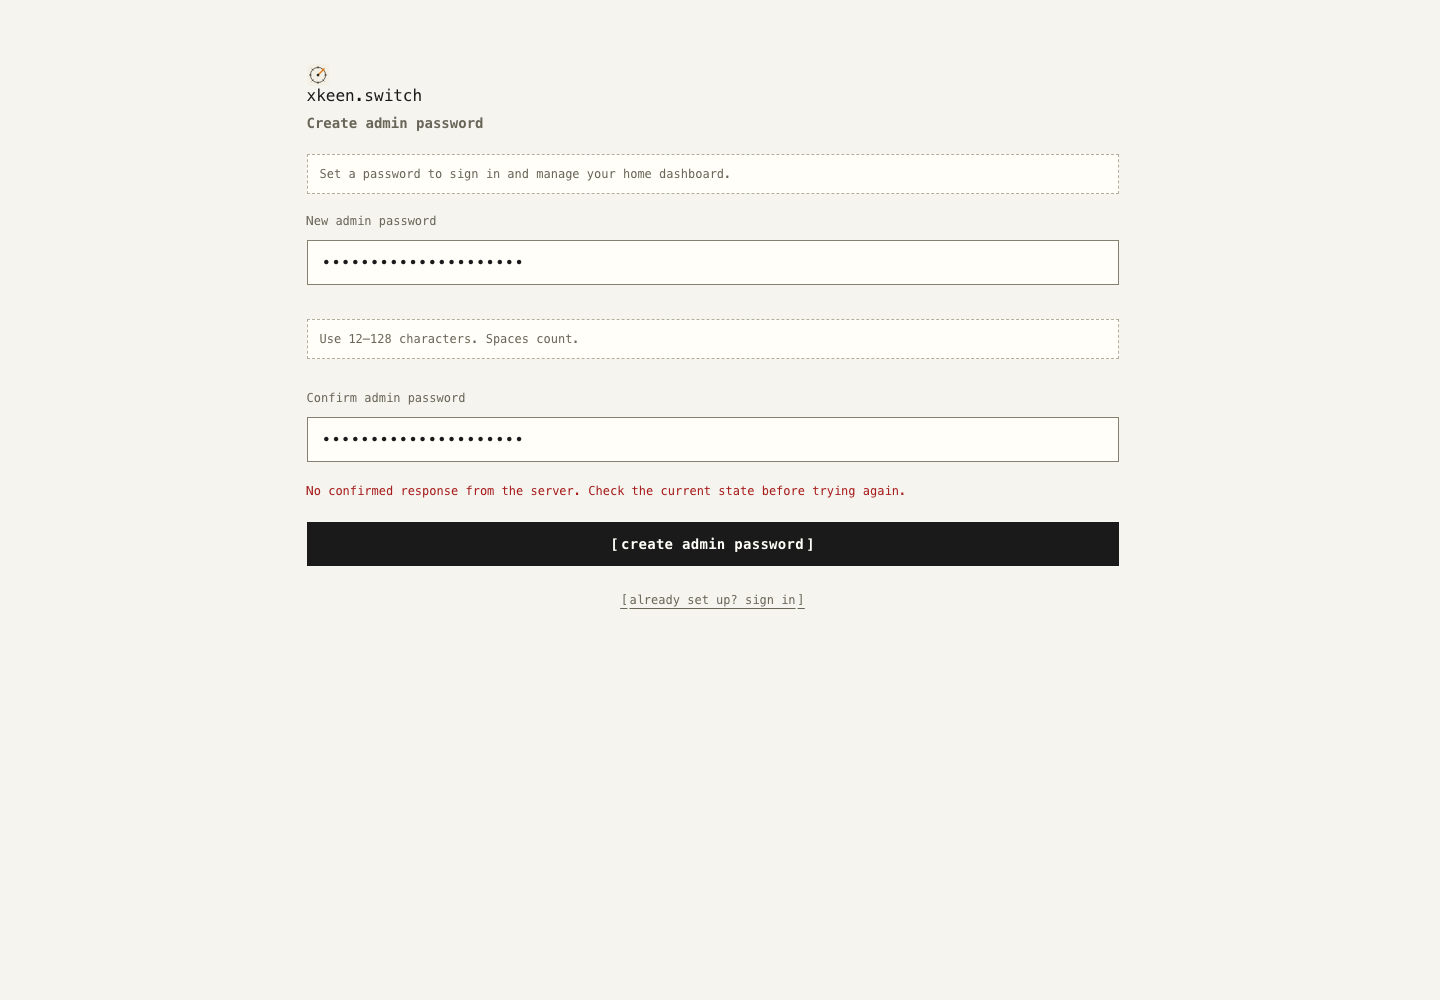 xkeen.switch
Create admin password
Set a password to sign in and manage your home dashboard.
New admin password
•••••••••••••••••••••
Use 12–128 characters. Spaces count.
Confirm admin password
•••••••••••••••••••••
No confirmed response from the server. Check the current state before trying again.
[create admin password]
[already set up? sign in]